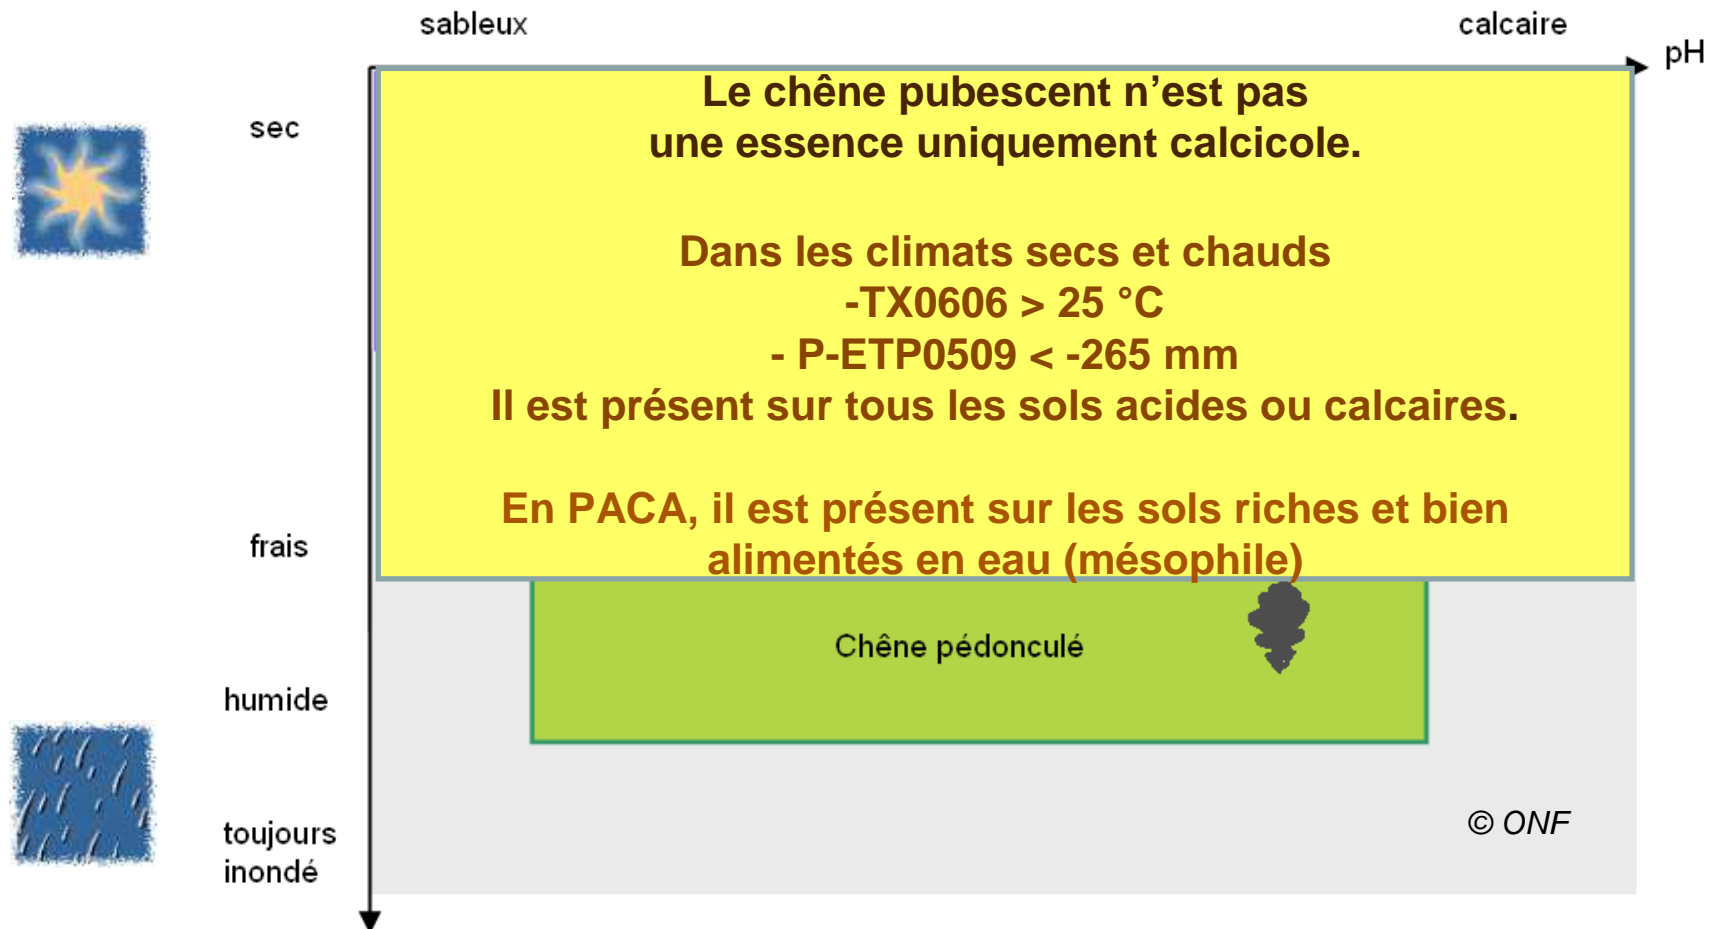 sableux
calcaire
pH
sec
Le chêne pubescent n’est pas
une essence uniquement calcicole.
Dans les climats secs et chauds
-TX0606 > 25 °C
- P-ETP0509 < -265 mm
Il est présent sur tous les sols acides ou calcaires.
En PACA, il est présent sur les sols riches et bien
alimentés en eau (mésophile)
frais
Chêne pédonculé
humide
toujours
inondé
© ONF